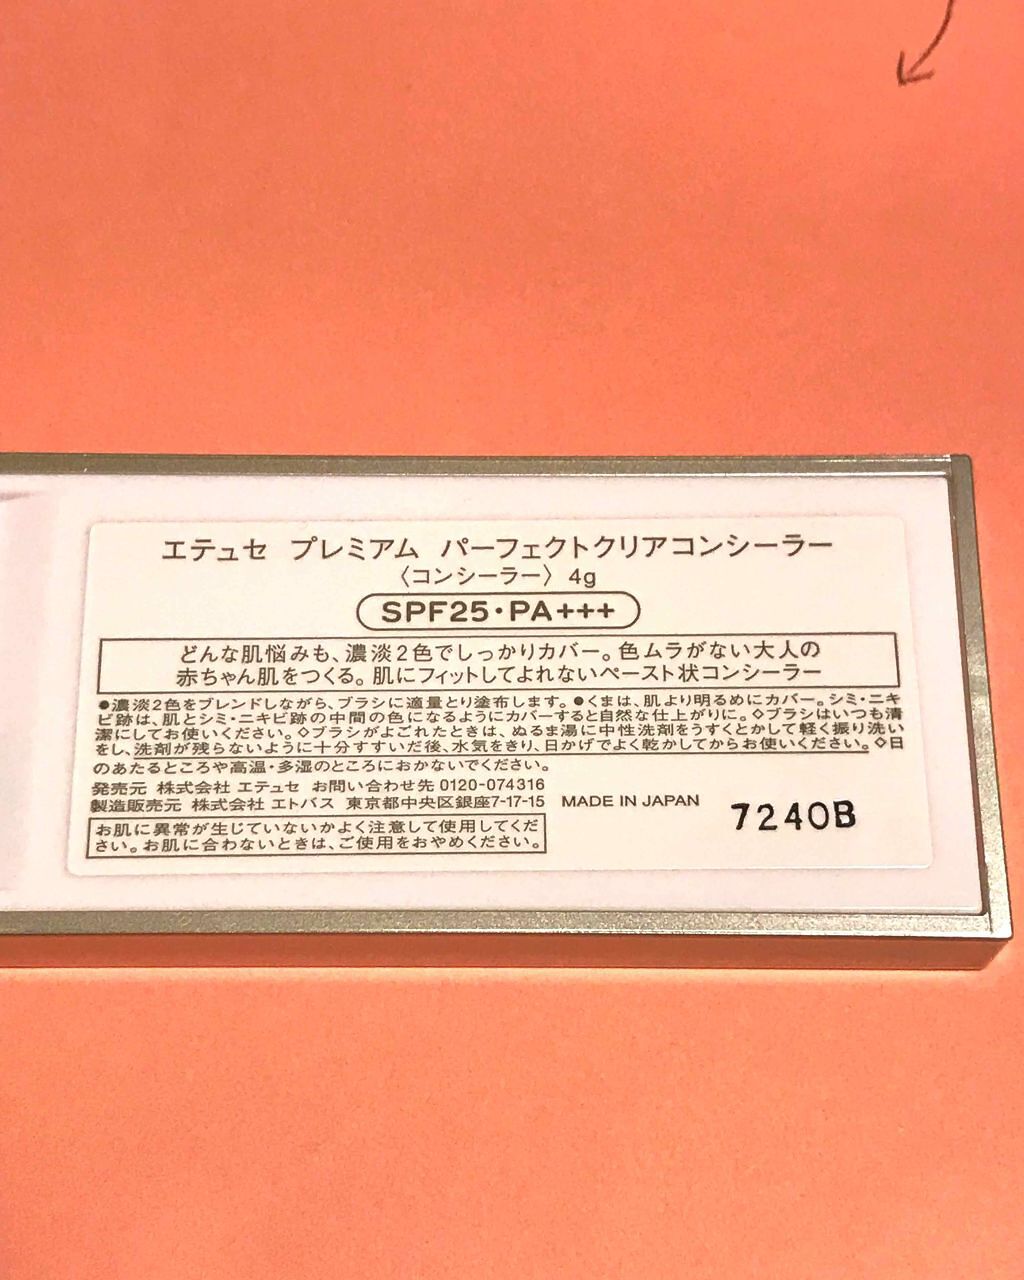 エテュセ プレミアム パーフェクトクリアコンシーラー
〈コンシーラー〉 4g
SPF25・PA+++
どんな肌悩みも、濃淡2色でしっかりカバー。色ムラがない大人の
赤ちゃん肌をつくる。肌にフィットしてよれないペースト状コンシーラー
●濃淡2色をブレンドしながら、ブラシに適量とり塗布します。●くまは、肌より明るめにカバー。シミ・ニキ
ビ跡は、肌とシミ・ニキビ跡の中間の色になるようにカバーすると自然な仕上がりに。◇ブラシはいつも清
潔にしてお使いください。◇ブラシがよごれたときは、ぬるま湯に中性洗剤をうすくとかして軽く振り洗い
をし、洗剤が残らないように十分すすいだ後、水気をきり、日かげでよく乾かしてからお使いください。◇日
のあたるところや高温・多湿のところにおかないでください。
発売元 株式会社 エテュセ お問い合わせ先 0120-074316
製造販売元 株式会社 エトバス 東京都中央区銀座7-17-15 MADE IN JAPAN
7240B
お肌に異常が生じていないかよく注意して使用してくだ
さい。お肌に合わないときは、ご使用をおやめください。